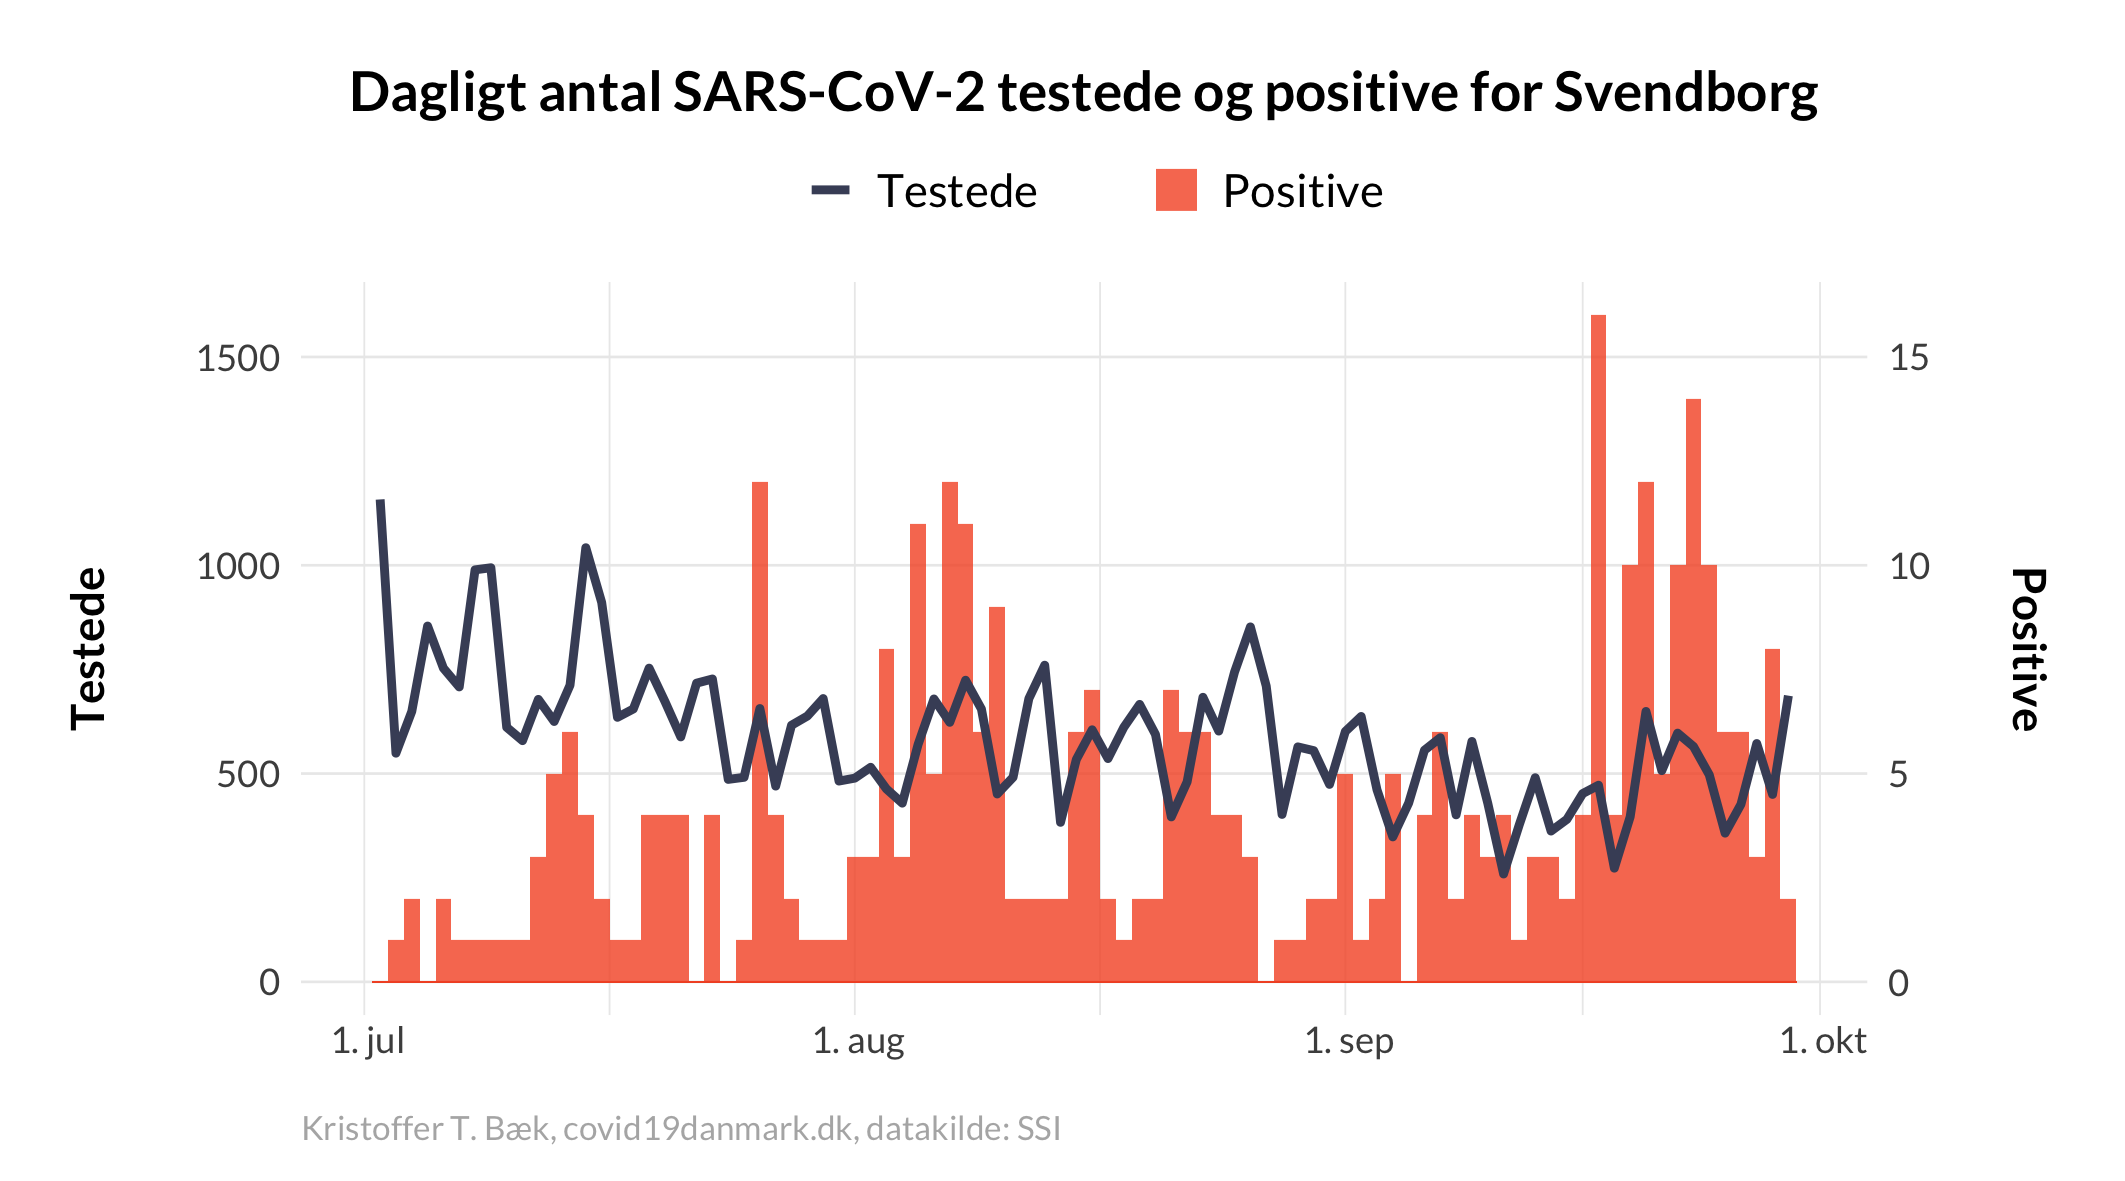 Dagligt antal SARS-CoV-2 testede og positive for Svendborg
Testede
Positive
Testede
1500
1000
500
0
15
10
5
0
Positive
1. jul
1. aug
1. sep
1. okt
Kristoffer T. Bæk, covid19danmark.dk, datakilde: SSI